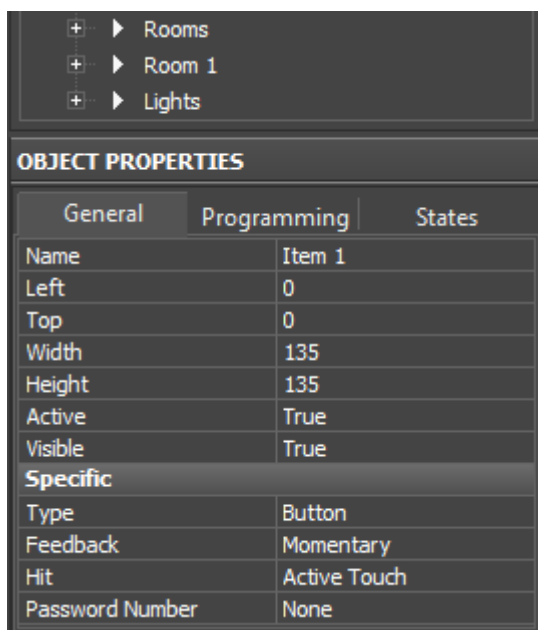 Rooms
Room 1
Lights
OBJECT PROPERTIES
General Programming States
Name Item 1
Left 0
Top 0
Width 135
Height 135
Active True
Visible True
Specific
Type Button
Feedback Momentary
Hit Active Touch
Password Number None